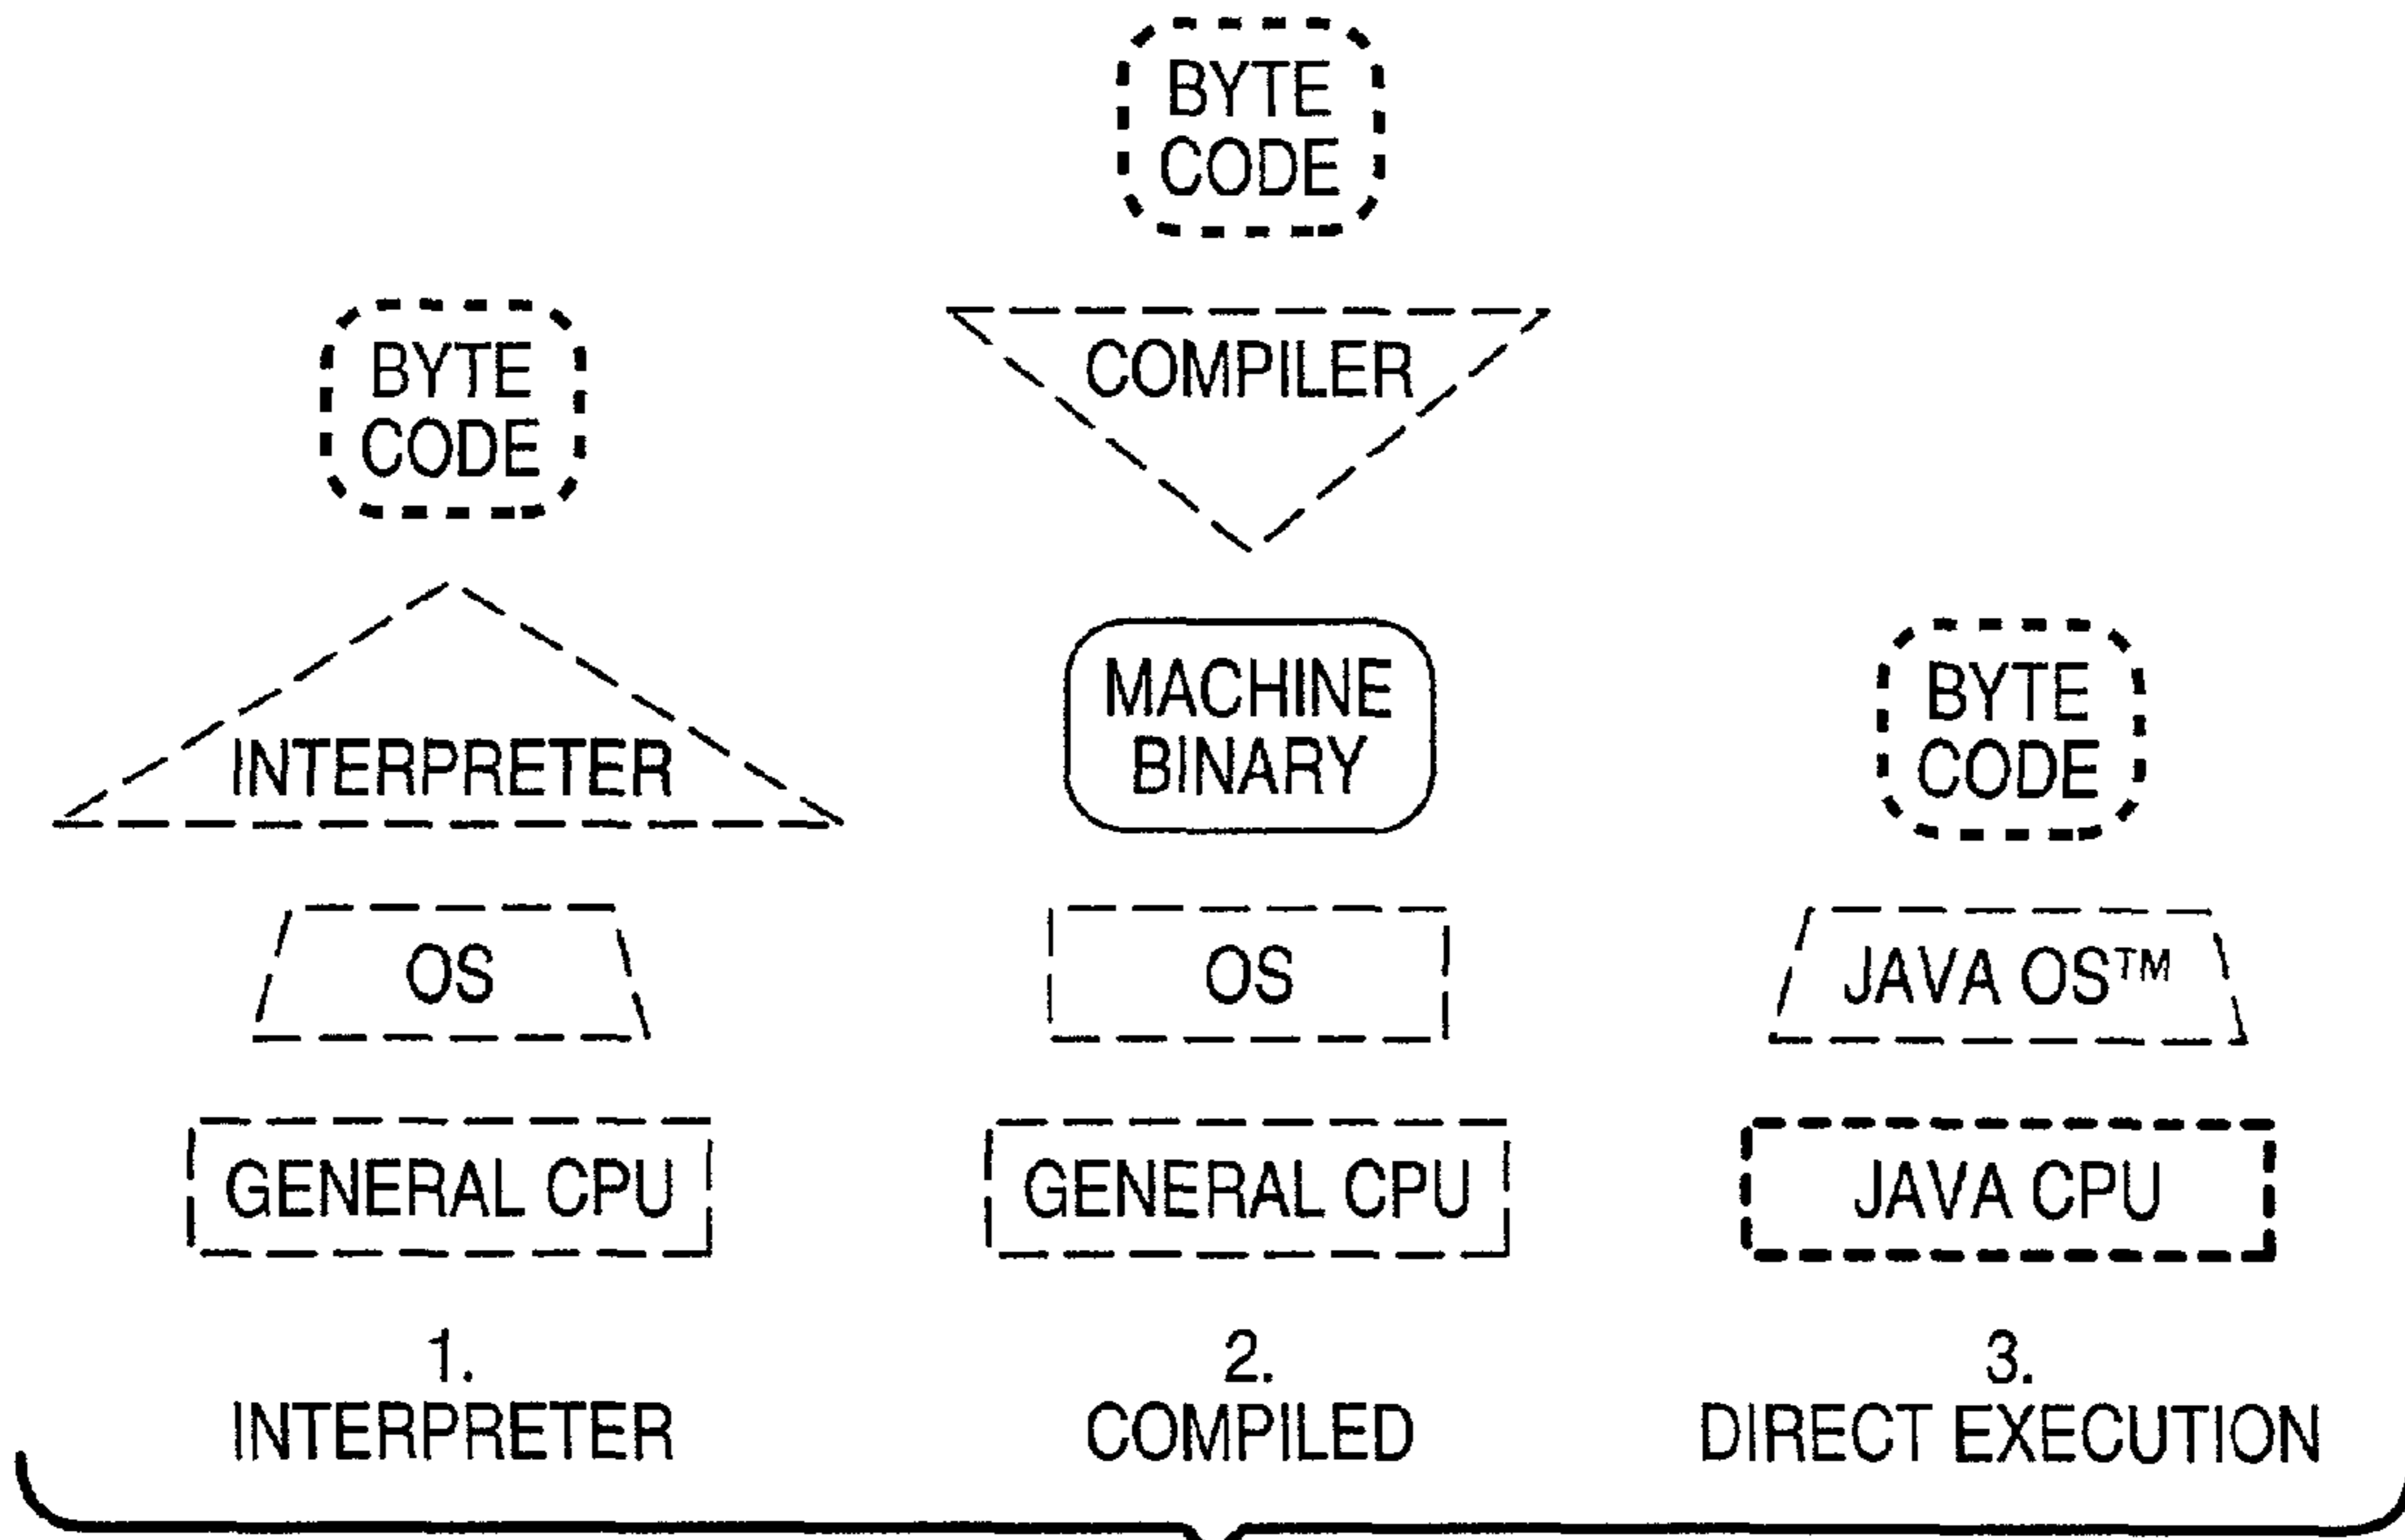 BYTE
CODE
INTERPRETER
OS
GENERAL CPU
1.
INTERPRETER
BYTE
CODE
COMPILER
MACHINE
BINARY
OS
GENERAL CPU
2.
COMPILED
BYTE
CODE
JAVA OS™
JAVA CPU
3.
DIRECT EXECUTION